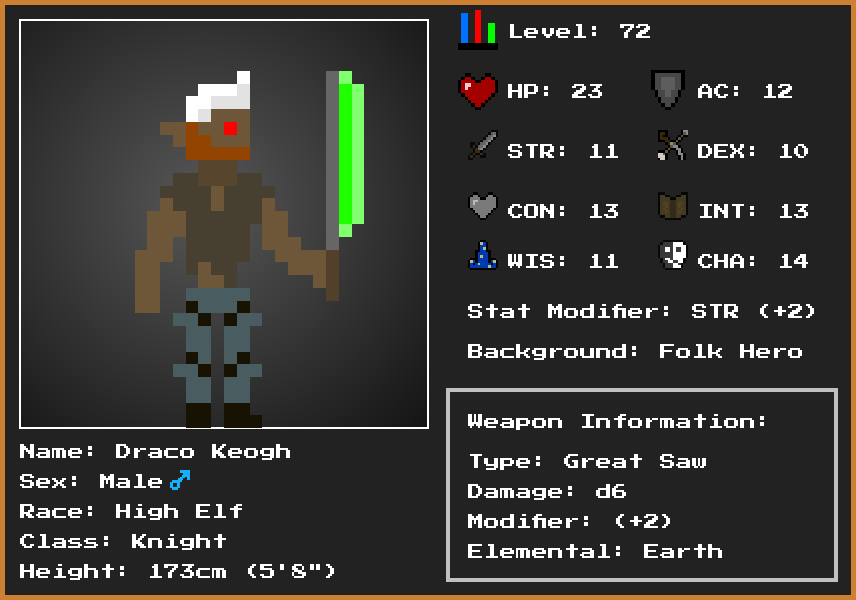 Level: 72
HP: 23
AC: 12
STR: 11
DEX: 10
CON: 13
INT: 13
WIS: 11
CHA: 14
Stat Modifier: STR (+2)
Background: Folk Hero
Weapon Information:
Type: Great Saw
Damage: d6
Modifier: (+2)
Elemental: Earth
Name: Draco Keogh
Sex: Male♂
Race: High Elf
Class: Knight
Height: 173cm (5'8")